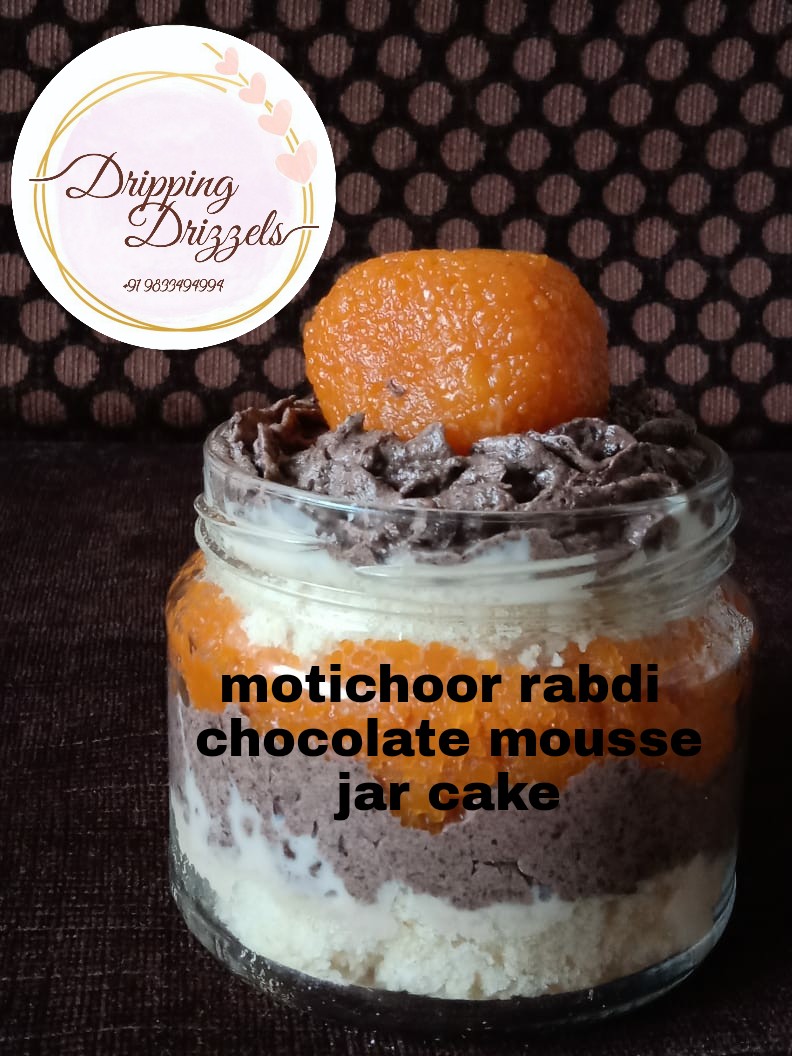 Dripping
Drizzels
+91 9833494994
motichoor rabdi
chocolate mousse
jar cake